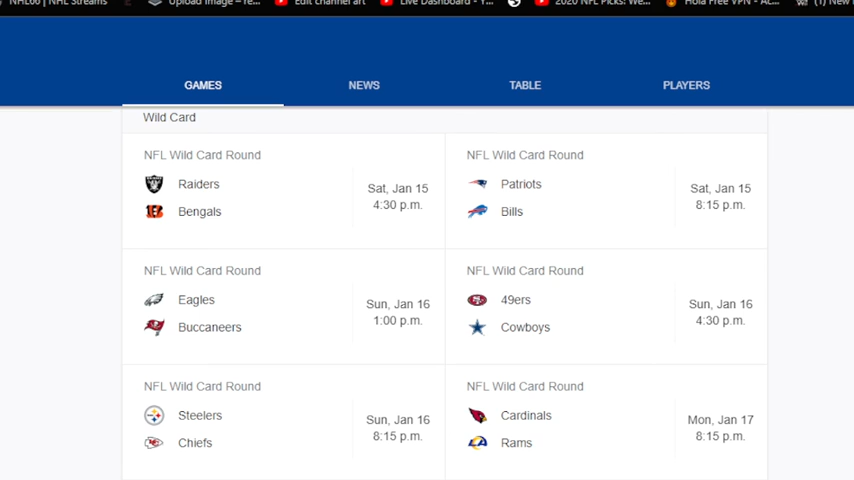 NHL66 | NHL Streams
Upload Image – re...
Edit channel art
Live Dashboard - Y...
2020 NFL Picks: We...
Hola Free VPN - AL...
(1) New
GAMES
NEWS
TABLE
PLAYERS
Wild Card
NFL Wild Card Round
Raiders
Bengals
Sat, Jan 15
4:30 p.m.
NFL Wild Card Round
Patriots
Bills
Sat, Jan 15
8:15 p.m.
NFL Wild Card Round
Eagles
Buccaneers
Sun, Jan 16
1:00 p.m.
NFL Wild Card Round
49ers
Cowboys
Sun, Jan 16
4:30 p.m.
NFL Wild Card Round
Steelers
Chiefs
Sun, Jan 16
8:15 p.m.
NFL Wild Card Round
Cardinals
Rams
Mon, Jan 17
8:15 p.m.